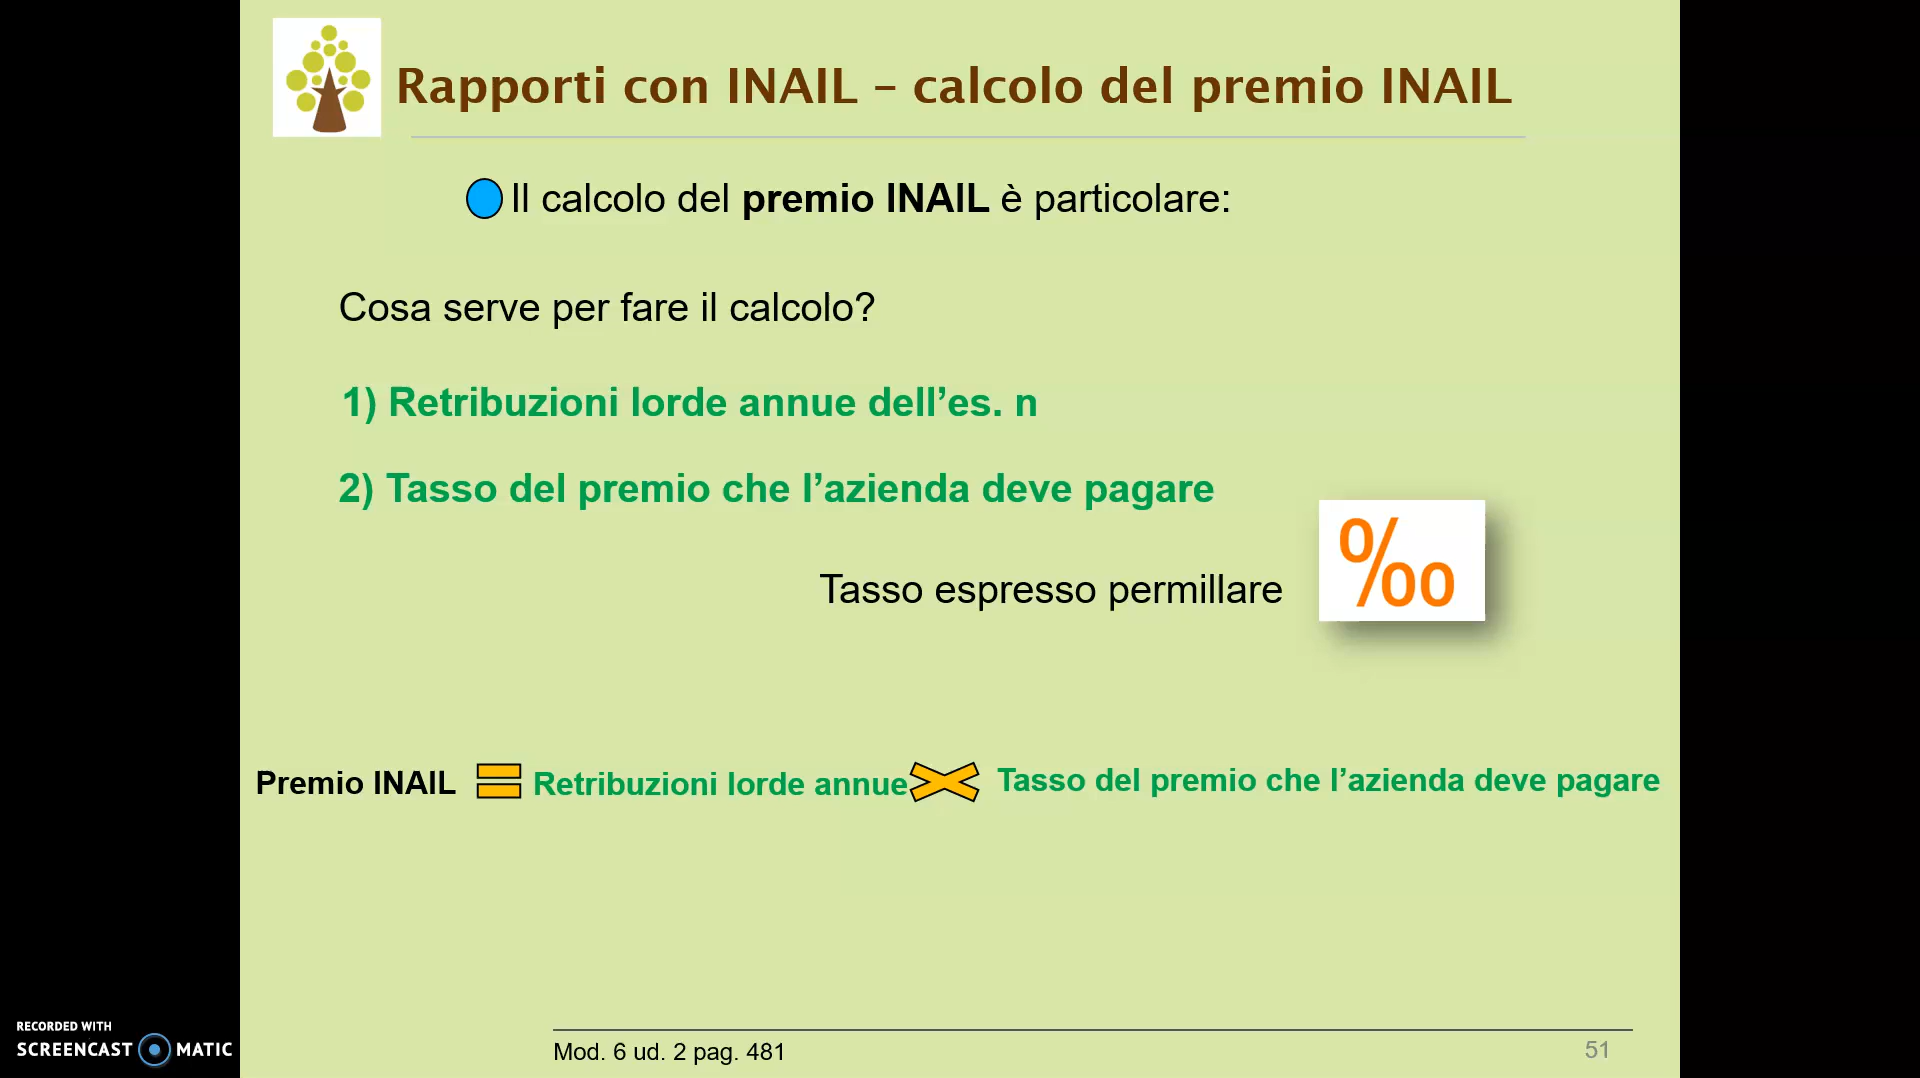 Rapporti con INAIL – calcolo del premio INAIL
Il calcolo del premio INAIL è particolare:
Cosa serve per fare il calcolo?
1) Retribuzioni lorde annue dell’es. n
2) Tasso del premio che l’azienda deve pagare
Tasso espresso permillare ‰
Premio INAIL = Retribuzioni lorde annue × Tasso del premio che l’azienda deve pagare
Mod. 6 ud. 2 pag. 481
51
RECORDED WITH
SCREENCAST MATIC